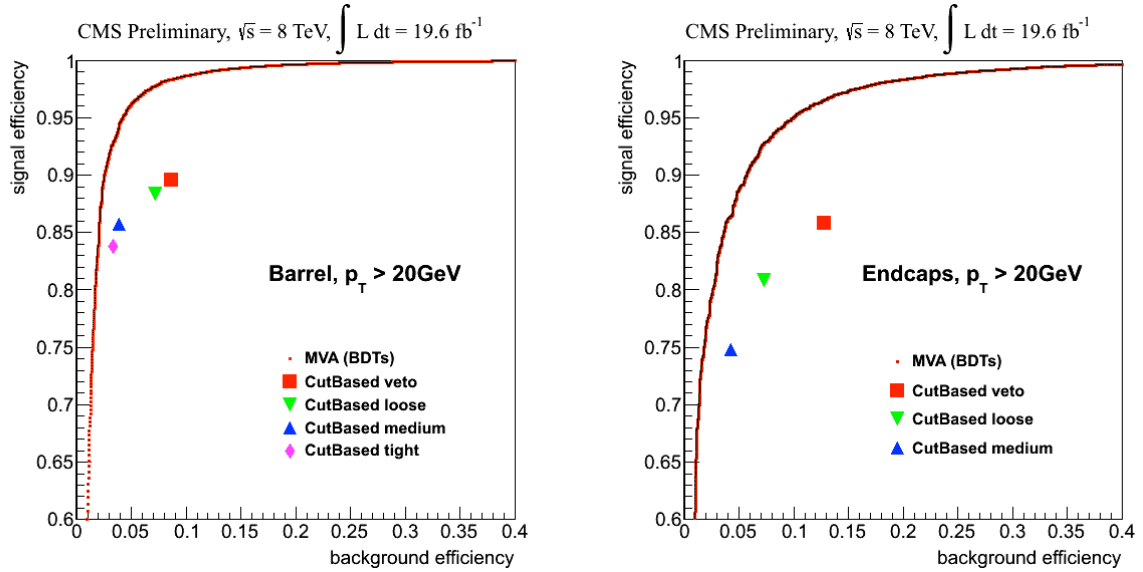 CMS Preliminary, √s = 8 TeV, ∫ L dt = 19.6 fb⁻¹
signal efficiency
1
0.95
0.9
0.85
0.8
0.75
0.7
0.65
0.6
Barrel, p_T > 20GeV
MVA (BDTs)
CutBased veto
CutBased loose
CutBased medium
CutBased tight
0 0.05 0.1 0.15 0.2 0.25 0.3 0.35 0.4
background efficiency
CMS Preliminary, √s = 8 TeV, ∫ L dt = 19.6 fb⁻¹
signal efficiency
1
0.95
0.9
0.85
0.8
0.75
0.7
0.65
0.6
Endcaps, p_T > 20GeV
MVA (BDTs)
CutBased veto
CutBased loose
CutBased medium
0 0.05 0.1 0.15 0.2 0.25 0.3 0.35 0.4
background efficiency